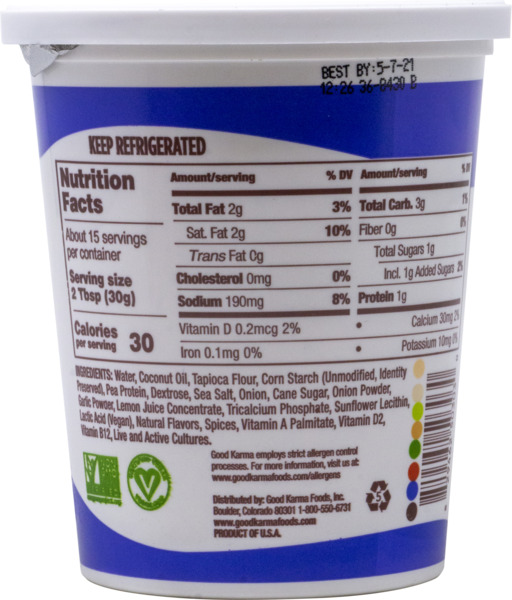 BEST BY:5-7-21
12:26 36-8430 B
KEEP REFRIGERATED
Nutrition
Facts
About 15 servings
per container
Serving size
2 Tbsp (30g)
Calories
per serving 30
Amount/serving % DV
Total Fat 2g 3%
Sat. Fat 2g 10%
Trans Fat 0g
Cholesterol 0mg 0%
Sodium 190mg 8%
Amount/serving % DV
Total Carb. 3g 1%
Fiber 0g 0%
Total Sugars 1g
Incl. 1g Added Sugars 2%
Protein 1g
Vitamin D 0.2mcg 2% • Calcium 30mg 2%
Iron 0.1mg 0% • Potassium 10mg 0%
INGREDIENTS: Water, Coconut Oil, Tapioca Flour, Corn Starch (Unmodified, Identity
Preserved), Pea Protein, Dextrose, Sea Salt, Onion, Cane Sugar, Onion Powder,
Garlic Powder, Lemon Juice Concentrate, Tricalcium Phosphate, Sunflower Lecithin,
Lactic Acid (Vegan), Natural Flavors, Spices, Vitamin A Palmitate, Vitamin D2,
Vitamin B12, Live and Active Cultures.
Good Karma employs strict allergen control
processes. For more information, visit us at:
www.goodkarmafoods.com/allergens
Distributed by: Good Karma Foods, Inc.
Boulder, Colorado 80301 1-800-550-6731
www.goodkarmafoods.com
PRODUCT OF U.S.A.
5